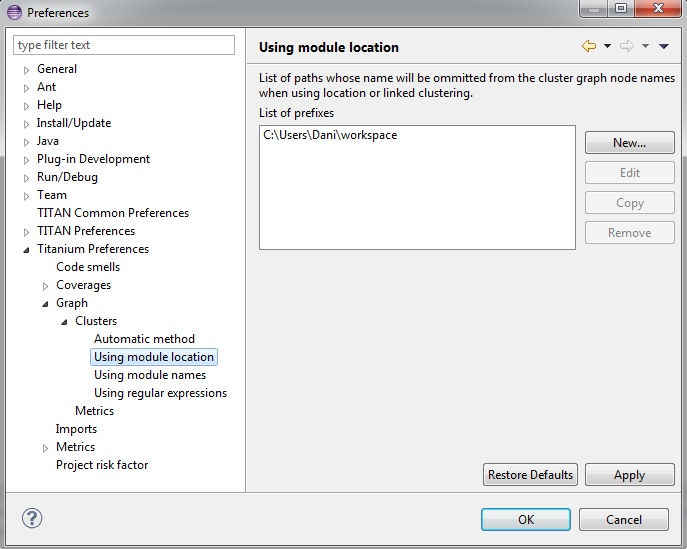 Preferences
type filter text
General
Ant
Help
Install/Update
Java
Plug-in Development
Run/Debug
Team
TITAN Common Preferences
TITAN Preferences
Titanium Preferences
Code smells
Coverages
Graph
Clusters
Automatic method
Using module location
Using module names
Using regular expressions
Metrics
Imports
Metrics
Project risk factor
Using module location
List of paths whose name will be ommitted from the cluster graph node names
when using location or linked clustering.
List of prefixes
C:\Users\Dani\workspace
New...
Edit
Copy
Remove
Restore Defaults
Apply
?
OK
Cancel